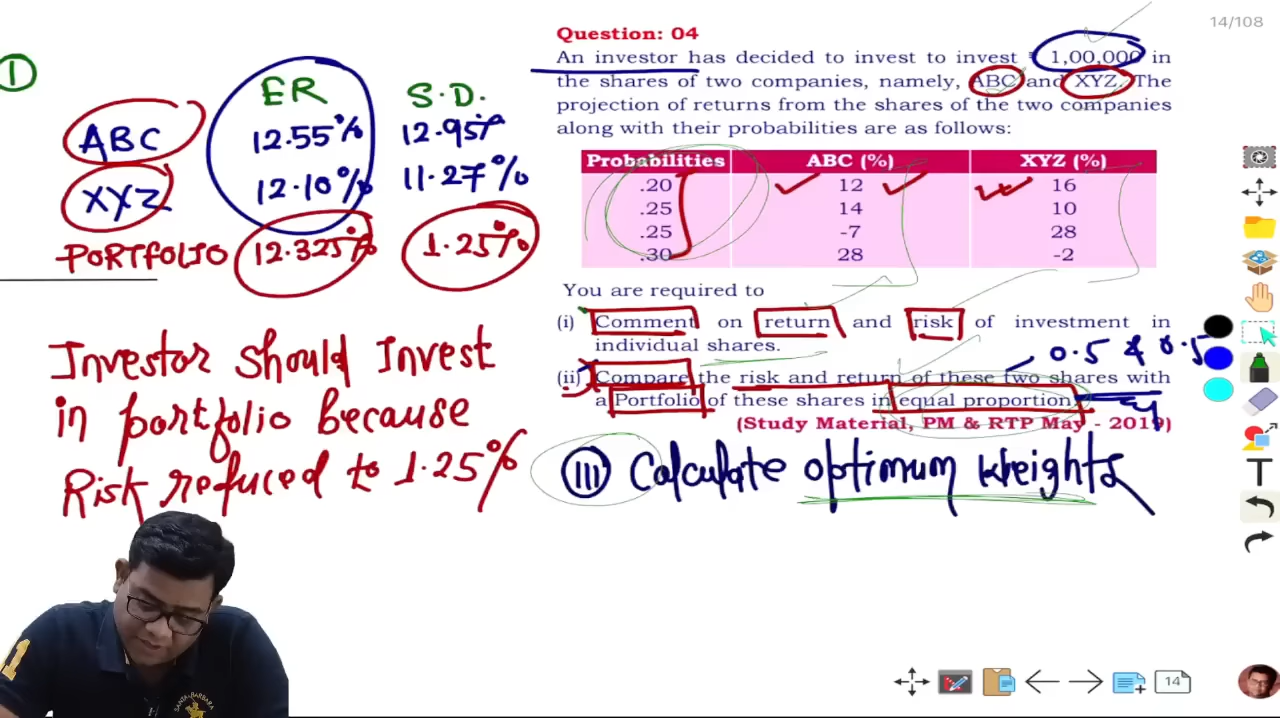 14/108
①
ER S.D.
ABC 12.55% 12.95%
XYZ 12.10% 11.27%
PORTFOLIO 12.325% 1.25%
Investor should Invest
in portfolio because
Risk refuced to 1.25%
Question: 04
An investor has decided to invest to invest 1,00,000 in
the shares of two companies, namely, ABC and XYZ. The
projection of returns from the shares of the two companies
along with their probabilities are as follows:
Probabilities ABC (%) XYZ (%)
.20 12 16
.25 14 10
.25 -7 28
.30 28 -2
You are required to
(i) Comment on return and risk of investment in
individual shares.
0.5 & 0.5
(ii) Compare the risk and return of these two shares with
a Portfolio of these shares in equal proportion.
(Study Material, PM & RTP May - 2019)
(III) Calculate optimum weights
T
14
1
SANTA BARBARA